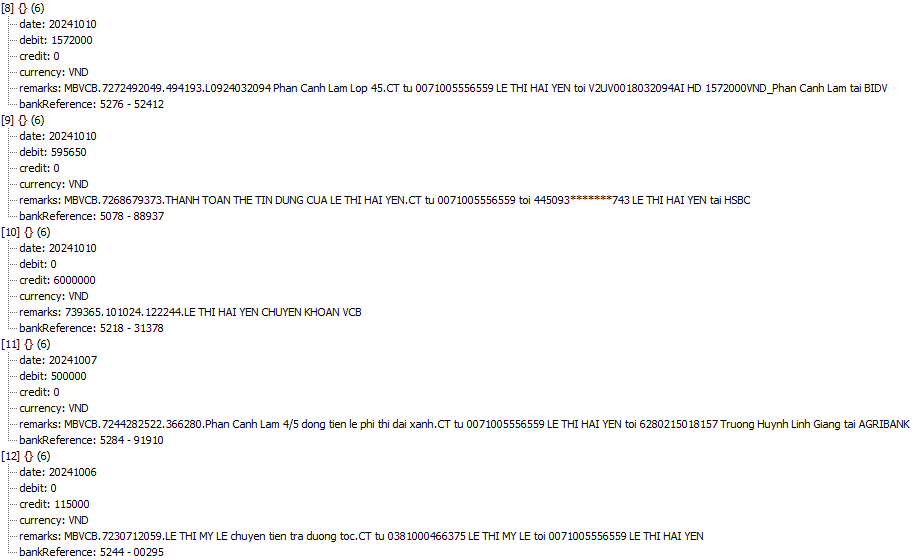 [8] {} (6)
date: 20241010
debit: 1572000
credit: 0
currency: VND
remarks: MBVCB.7272492049.494193.L0924032094 Phan Canh Lam Lop 45.CT tu 0071005556559 LE THI HAI YEN toi V2UV0018032094AI HD 1572000VND_Phan Canh Lam tai BIDV
bankReference: 5276 - 52412
[9] {} (6)
date: 20241010
debit: 595650
credit: 0
currency: VND
remarks: MBVCB.7268679373.THANH TOAN THE TIN DUNG CUA LE THI HAI YEN.CT tu 0071005556559 toi 445093*******743 LE THI HAI YEN tai HSBC
bankReference: 5078 - 88937
[10] {} (6)
date: 20241010
debit: 0
credit: 6000000
currency: VND
remarks: 739365.101024.122244.LE THI HAI YEN CHUYEN KHOAN VCB
bankReference: 5218 - 31378
[11] {} (6)
date: 20241007
debit: 500000
credit: 0
currency: VND
remarks: MBVCB.7244282522.366280.Phan Canh Lam 4/5 dong tien le phi thi dai xanh.CT tu 0071005556559 LE THI HAI YEN toi 6280215018157 Truong Huynh Linh Giang tai AGRIBANK
bankReference: 5284 - 91910
[12] {} (6)
date: 20241006
debit: 0
credit: 115000
currency: VND
remarks: MBVCB.7230712059.LE THI MY LE chuyen tien tra duong toc.CT tu 0381000466375 LE THI MY LE toi 0071005556559 LE THI HAI YEN
bankReference: 5244 - 00295